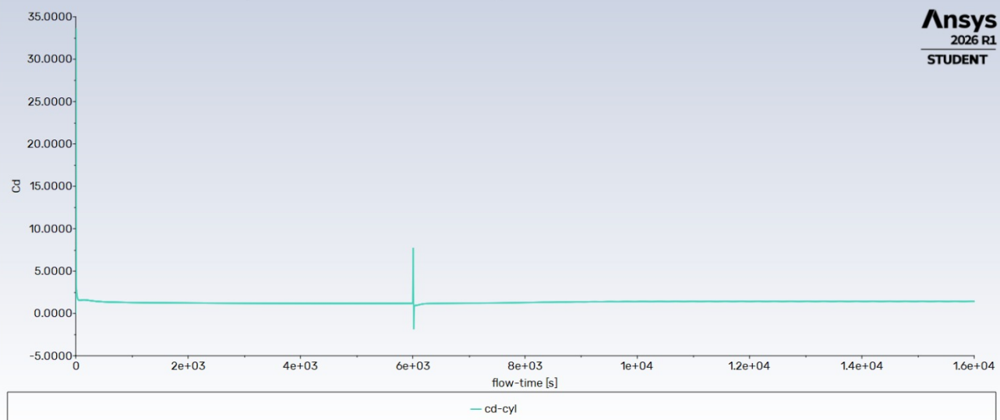 Ansys
2026 R1
STUDENT
35.0000
30.0000
25.0000
20.0000
15.0000
10.0000
5.0000
0.0000
-5.0000
Cd
0
2e+03
4e+03
6e+03
8e+03
1e+04
1.2e+04
1.4e+04
1.6e+04
flow-time [s]
cd-cyl